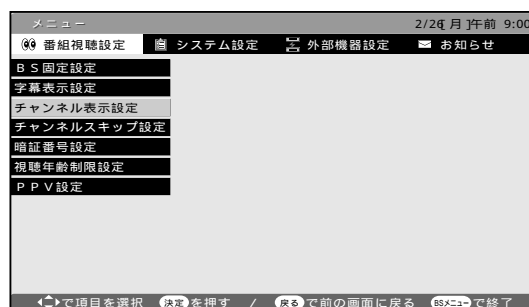 メニュー 2/26[月]午前 9:00
番組視聴設定 システム設定 外部機器設定 お知らせ
BS固定設定
字幕表示設定
チャンネル表示設定
チャンネルスキップ設定
暗証番号設定
視聴年齢制限設定
PPV設定
で項目を選択 決定を押す / 戻るで前の画面に戻る BSメニューで終了